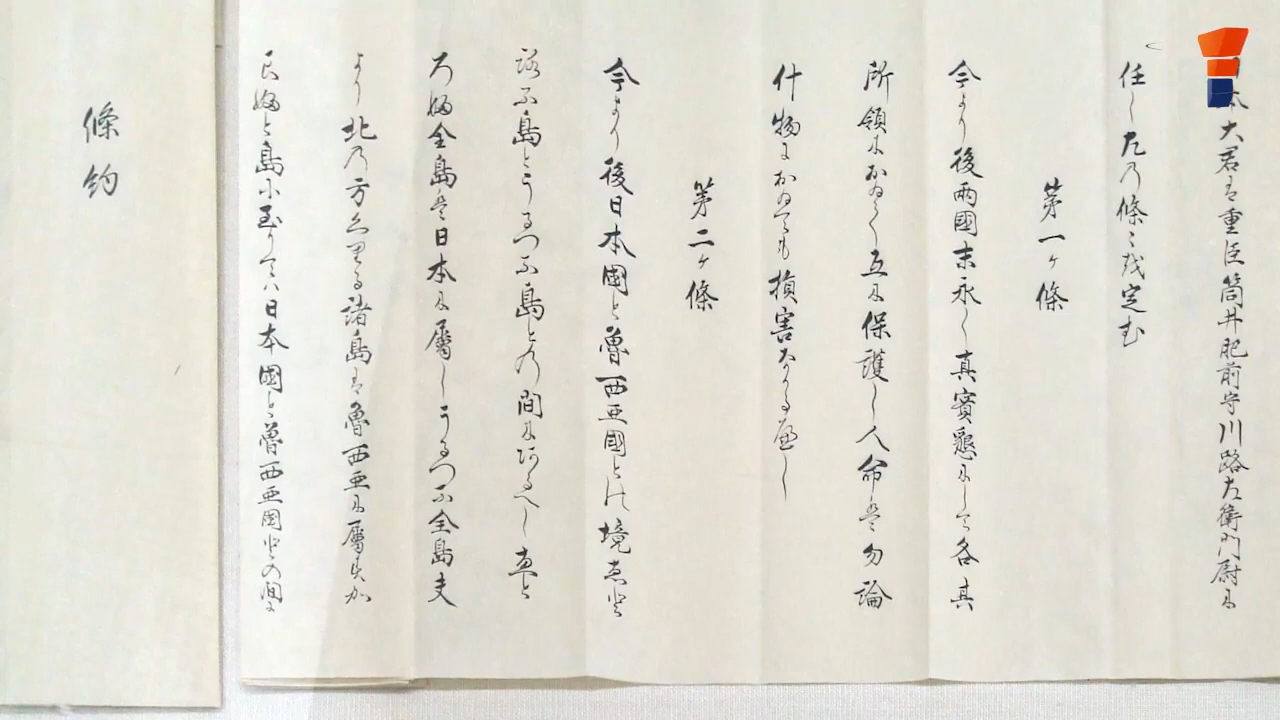 本大君は重臣筒井肥前守川路左衛門尉に
任し左の條々を定む
第一ヶ條
今より後兩國末永く真實懇にして各其
所領におゐて互に保護し人命は勿論
什物におゐても損害なかるへし
第二ヶ條
今より後日本國と魯西亜國との境ゑと
ろふ島とうるつふ島との間にあるへしゑと
ろふ全島は日本に属しうるつふ全島夫
より北の方くりる諸島は魯西亜に属すか
らふと島に至りてハ日本國と魯西亜国との間に
條約